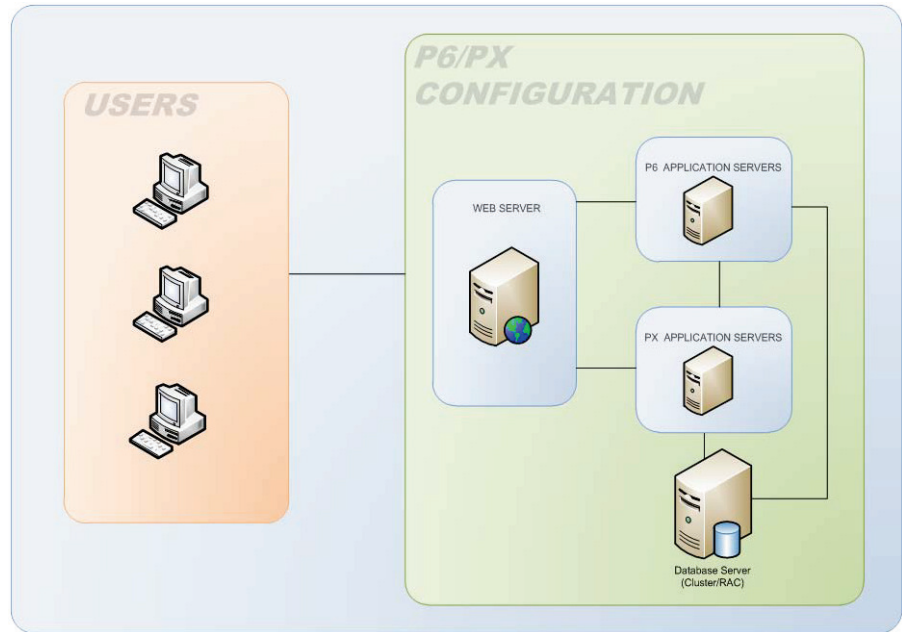 USERS
P6/PX
CONFIGURATION
WEB SERVER
P6 APPLICATION SERVERS
PX APPLICATION SERVERS
Database Server
(Cluster/RAC)